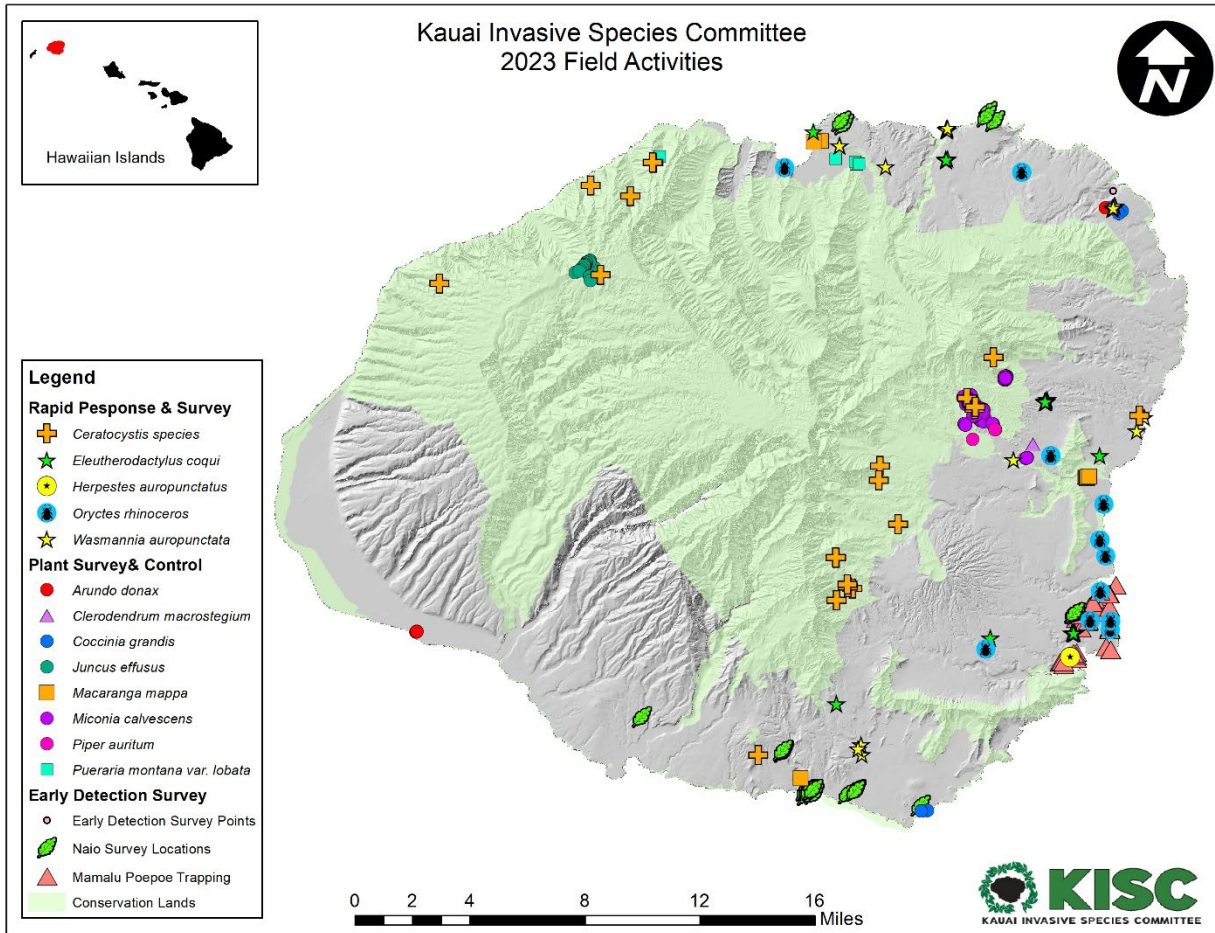 Kauai Invasive Species Committee
2023 Field Activities
N
Hawaiian Islands
Legend
Rapid Pesponse & Survey
Ceratocystis species
Eleutherodactylus coqui
Herpestes auropunctatus
Oryctes rhinoceros
Wasmannia auropunctata
Plant Survey& Control
Arundo donax
Clerodendrum macrostegium
Coccinia grandis
Juncus effusus
Macaranga mappa
Miconia calvescens
Piper auritum
Pueraria montana var. lobata
Early Detection Survey
Early Detection Survey Points
Naio Survey Locations
Mamalu Poepoe Trapping
Conservation Lands
0 2 4 8 12 16
Miles
KISC
KAUAI INVASIVE SPECIES COMMITTEE